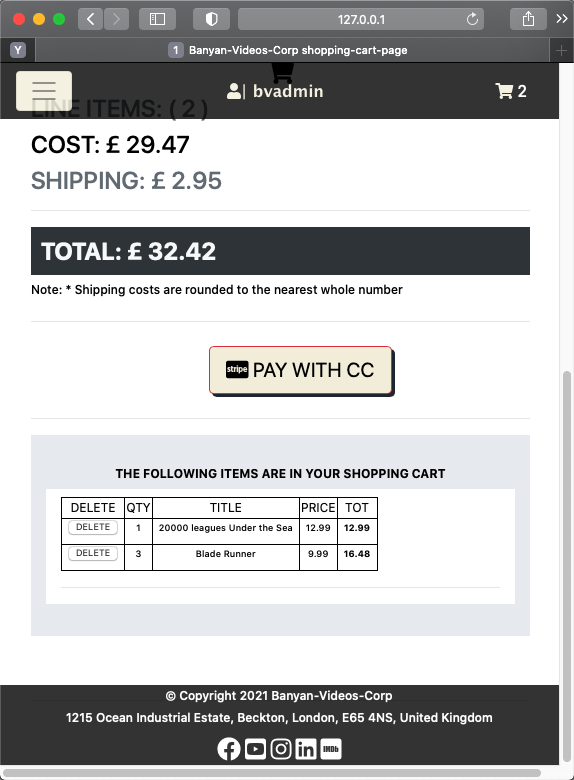 127.0.0.1
Y
1 Banyan-Videos-Corp shopping-cart-page
| bvadmin
2
LINE ITEMS: ( 2 )
COST: £ 29.47
SHIPPING: £ 2.95
TOTAL: £ 32.42
Note: * Shipping costs are rounded to the nearest whole number
stripe PAY WITH CC
THE FOLLOWING ITEMS ARE IN YOUR SHOPPING CART
DELETE QTY TITLE PRICE TOT
DELETE 1 20000 leagues Under the Sea 12.99 12.99
DELETE 3 Blade Runner 9.99 16.48
© Copyright 2021 Banyan-Videos-Corp
1215 Ocean Industrial Estate, Beckton, London, E65 4NS, United Kingdom
IMDb